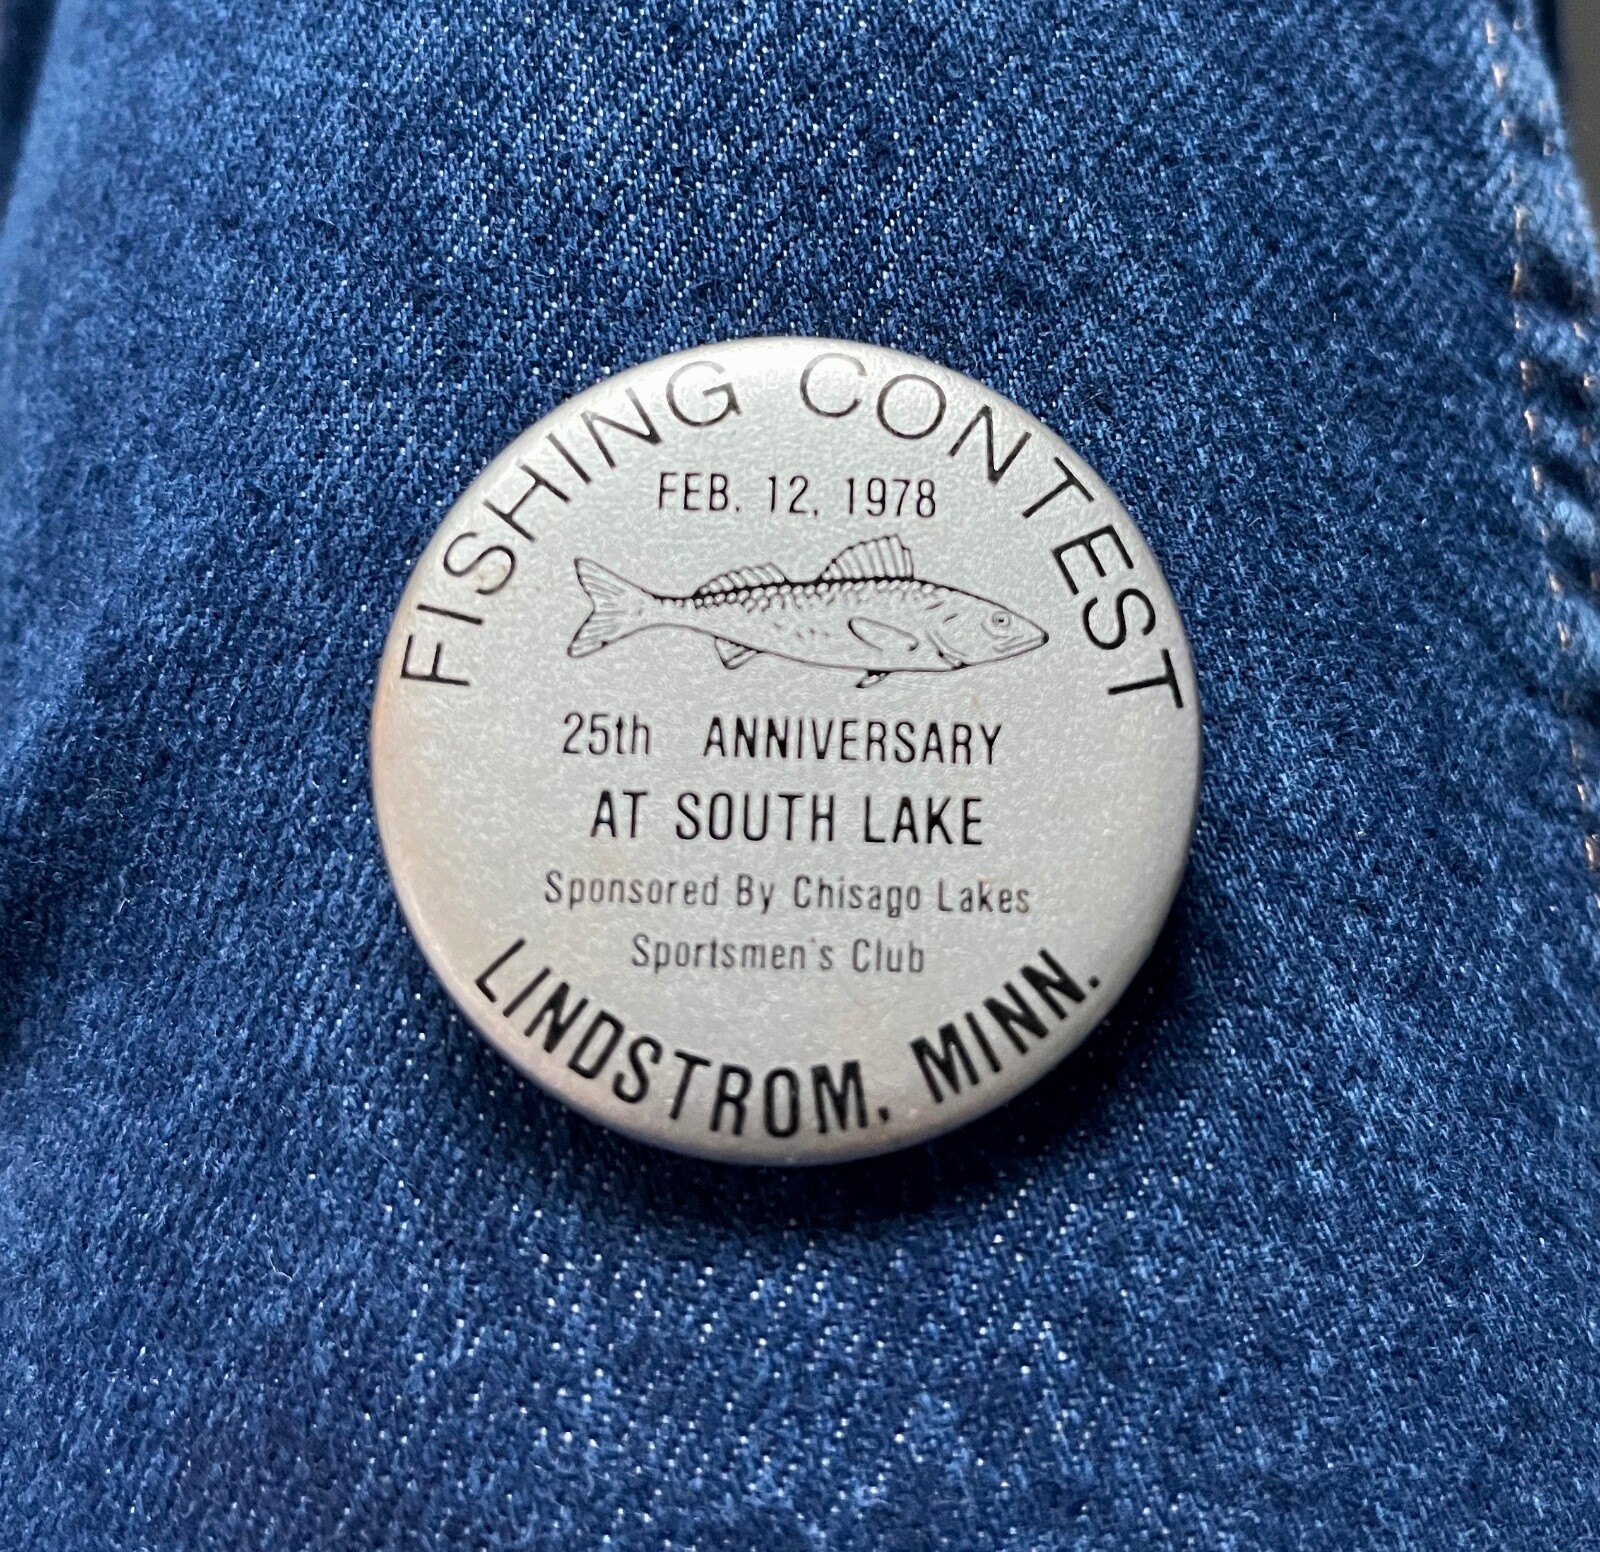 FISHING CONTEST
FEB. 12, 1978
25th ANNIVERSARY
AT SOUTH LAKE
Sponsored By Chisago Lakes
Sportsmen's Club
LINDSTROM, MINN.